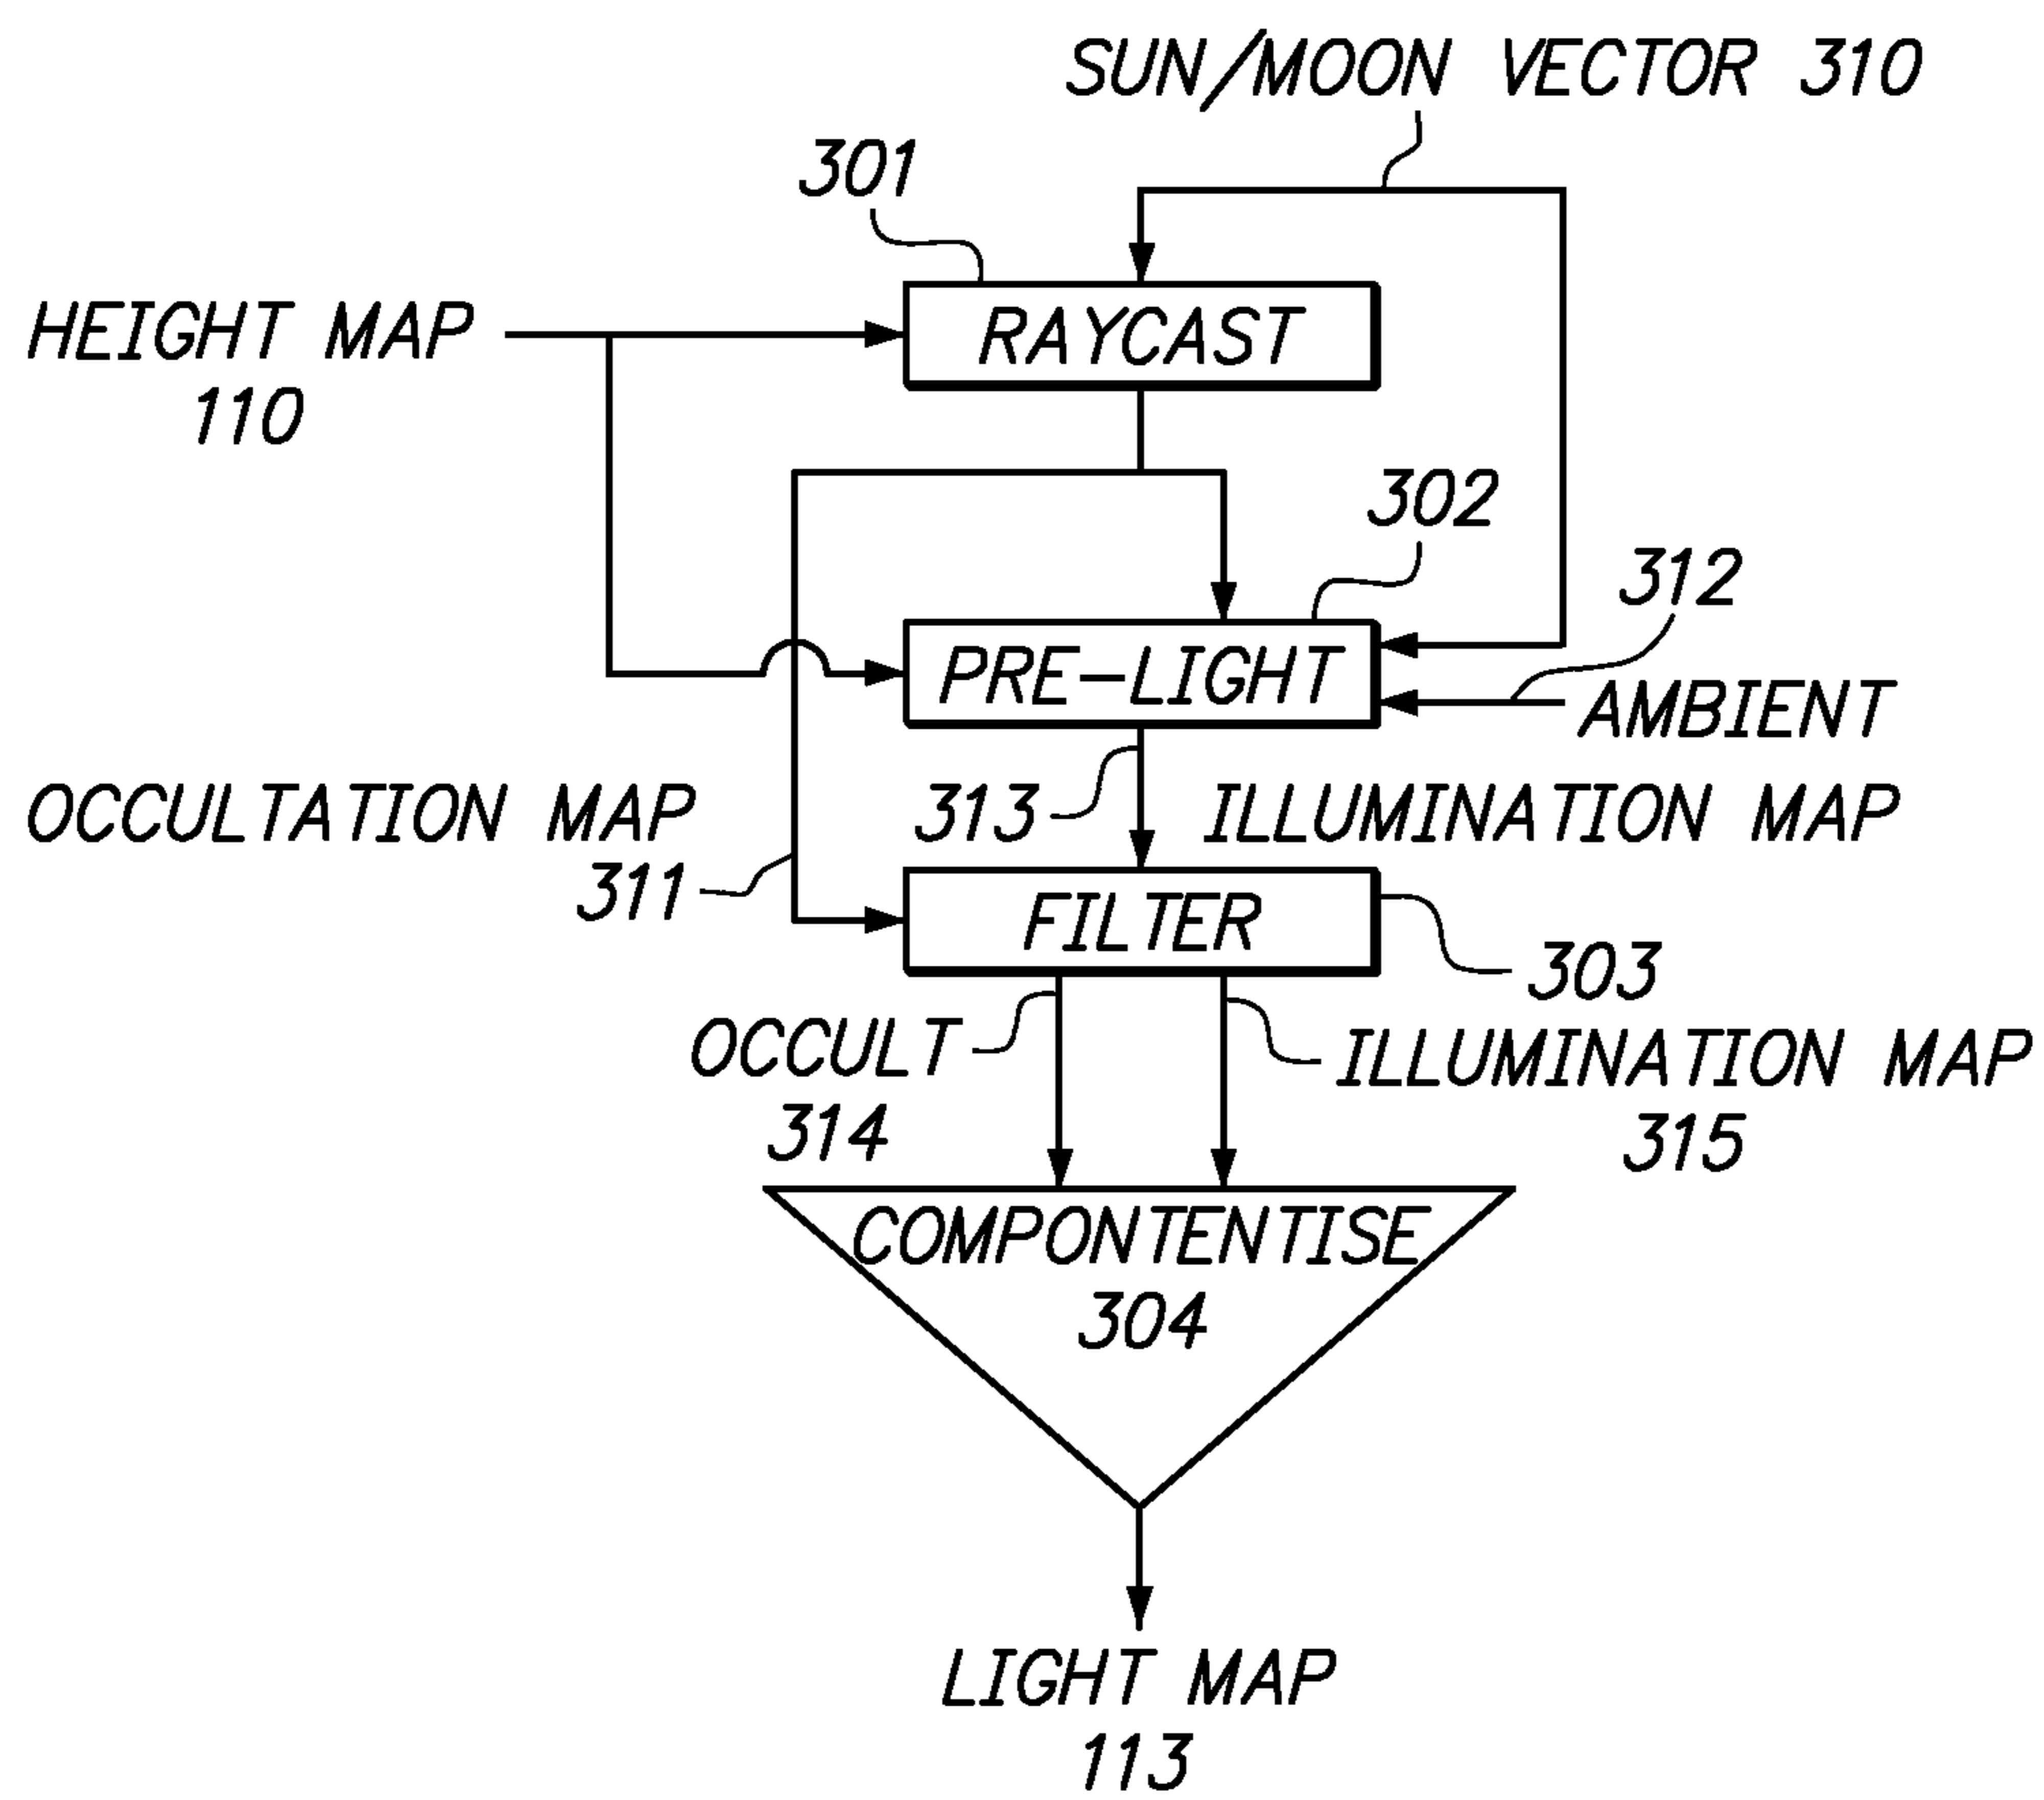 SUN/MOON VECTOR 310
301
HEIGHT MAP
110
RAYCAST
302
312
PRE-LIGHT
AMBIENT
OCCULTATION MAP
311
313
ILLUMINATION MAP
FILTER
303
OCCULT
314
ILLUMINATION MAP
315
COMPONTENTISE
304
LIGHT MAP
113